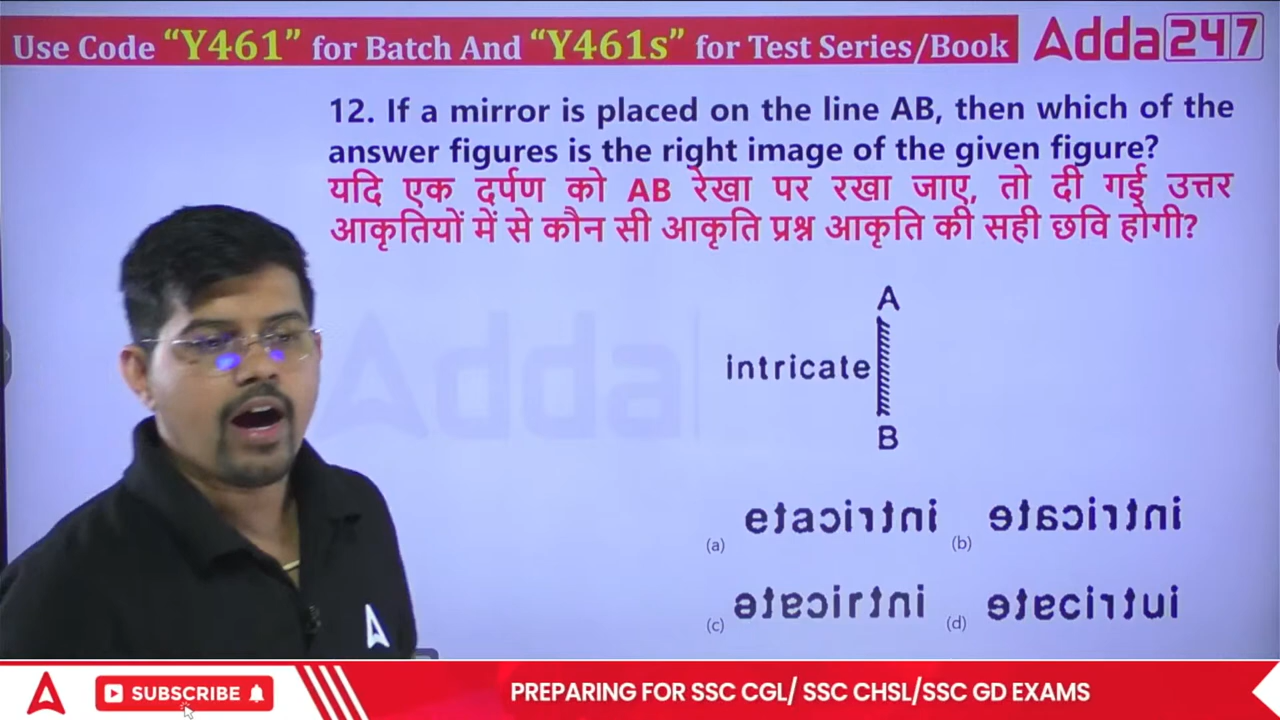 Use Code “Y461” for Batch And “Y461s” for Test Series/Book
Adda247
12. If a mirror is placed on the line AB, then which of the
answer figures is the right image of the given figure?
यदि एक दर्पण को AB रेखा पर रखा जाए, तो दी गई उत्तर
आकृतियों में से कौन सी आकृति प्रश्न आकृति की सही छवि होगी?
Adda
A
intricate
B
(a)
(b)
(c)
(d)
SUBSCRIBE
PREPARING FOR SSC CGL/ SSC CHSL/SSC GD EXAMS